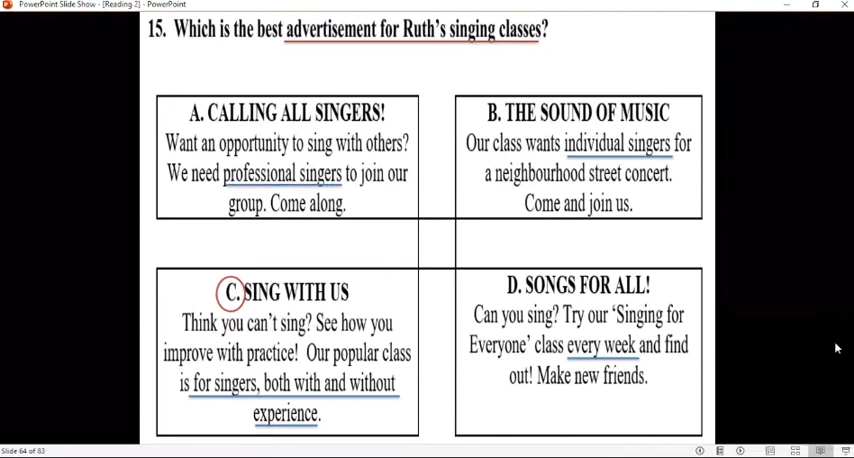 PowerPoint Slide Show - [Reading 2] - PowerPoint
15. Which is the best advertisement for Ruth's singing classes?
A. CALLING ALL SINGERS!
Want an opportunity to sing with others?
We need professional singers to join our
group. Come along.
B. THE SOUND OF MUSIC
Our class wants individual singers for
a neighbourhood street concert.
Come and join us.
C. SING WITH US
Think you can't sing? See how you
improve with practice! Our popular class
is for singers, both with and without
experience.
D. SONGS FOR ALL!
Can you sing? Try our 'Singing for
Everyone' class every week and find
out! Make new friends.
Slide 64 of 83